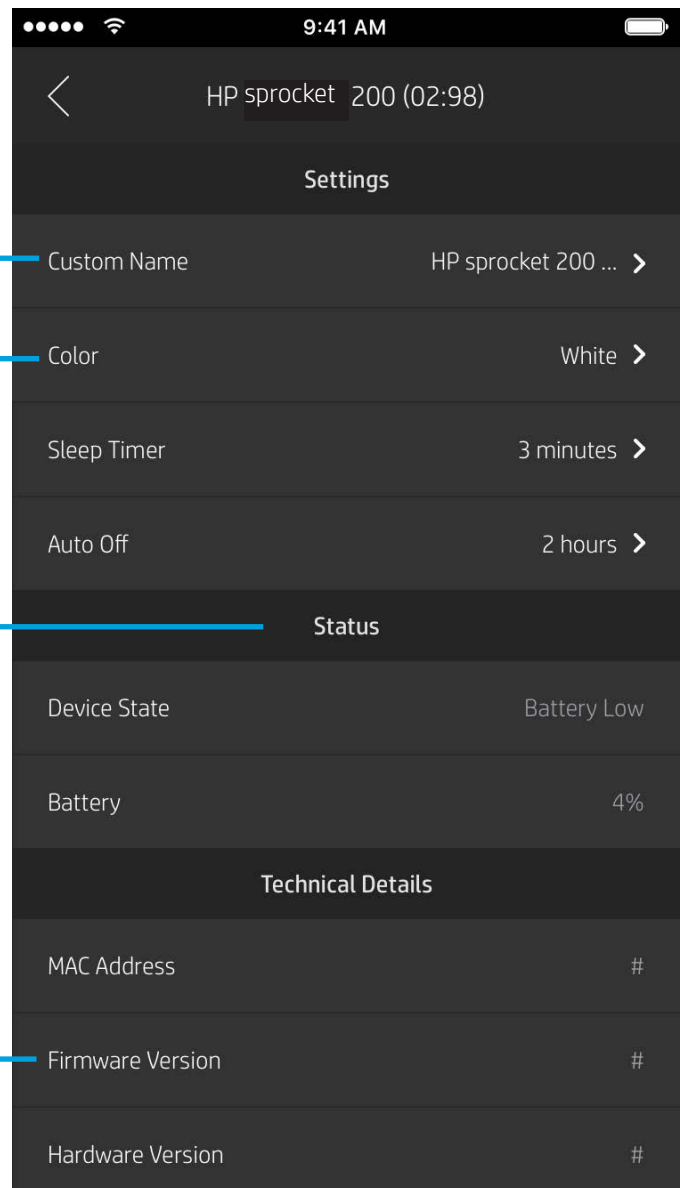 9:41 AM
HP sprocket 200 (02:98)
Settings
Custom Name HP sprocket 200 ...
Color White
Sleep Timer 3 minutes
Auto Off 2 hours
Status
Device State Battery Low
Battery 4%
Technical Details
MAC Address #
Firmware Version #
Hardware Version #